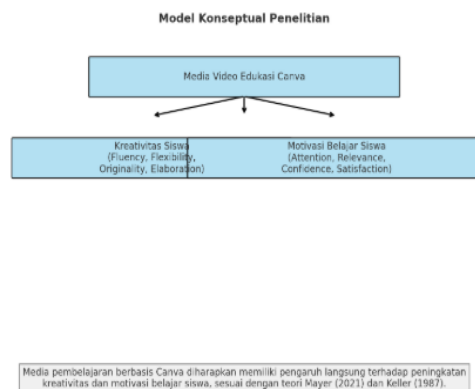 Model Konseptual Penelitian
Media Video Edukasi Canva
Kreativitas Siswa
(Fluency, Flexibility,
Originality, Elaboration)
Motivasi Belajar Siswa
(Attention, Relevance,
Confidence, Satisfaction)
Media pembelajaran berbasis Canva diharapkan memiliki pengaruh langsung terhadap peningkatan
kreativitas dan motivasi belajar siswa, sesuai dengan teori Mayer (2021) dan Keller (1987).